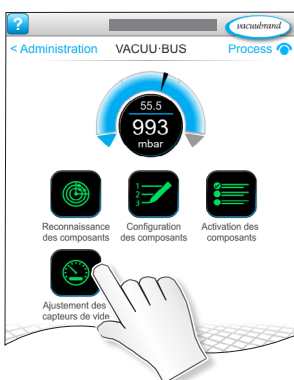 ?
vacuubrand
< Administration VACUU·BUS Process
55.5
993
mbar
1
2
3
Reconnaissance
des composants
Configuration
des composants
Activation des
composants
Ajustement des
capteurs de vide